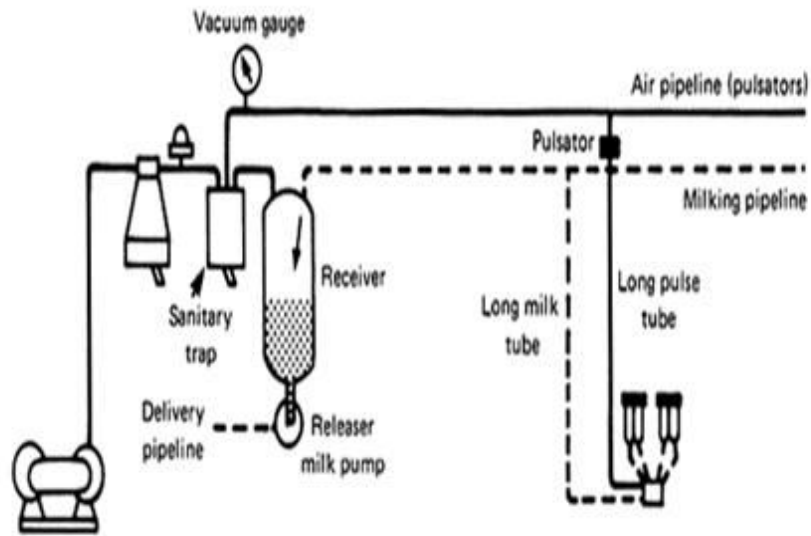 Vacuum gauge
Air pipeline (pulsators)
Pulsator
Milking pipeline
Receiver
Sanitary
trap
Long milk
tube
Long pulse
tube
Delivery
pipeline
Releaser
milk pump